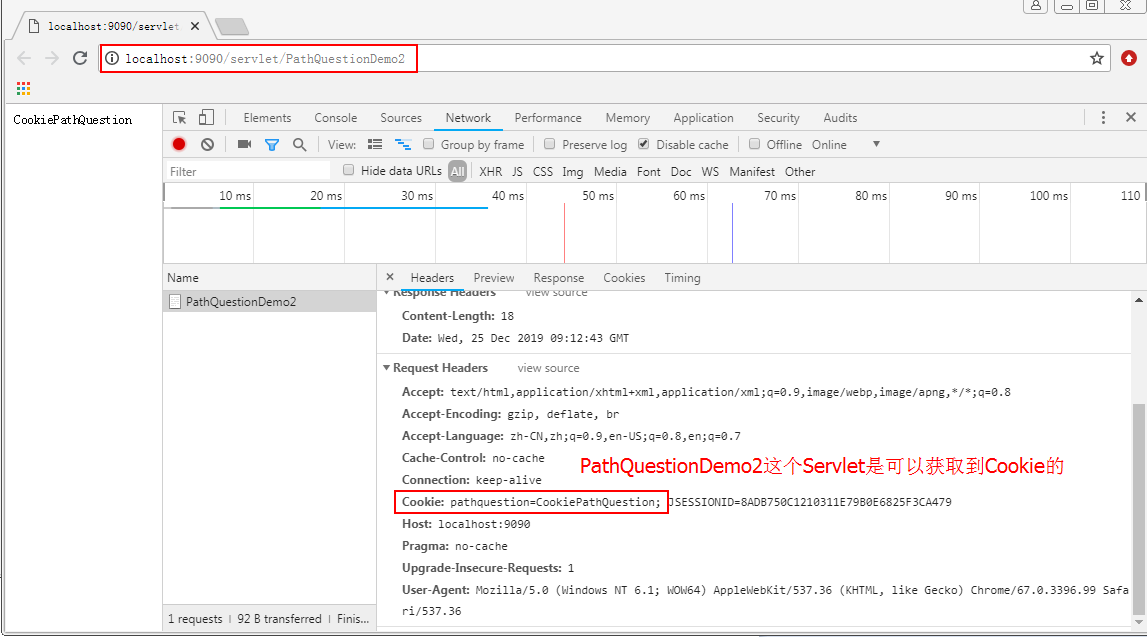 localhost:9090/servlet
localhost:9090/servlet/PathQuestionDemo2
CookiePathQuestion
Elements Console Sources Network Performance Memory Application Security Audits
View: Group by frame Preserve log Disable cache Offline Online
Filter Hide data URLs All XHR JS CSS Img Media Font Doc WS Manifest Other
10 ms 20 ms 30 ms 40 ms 50 ms 60 ms 70 ms 80 ms 90 ms 100 ms 110
Name
Headers Preview Response Cookies Timing
PathQuestionDemo2
Response Headers view source
Content-Length: 18
Date: Wed, 25 Dec 2019 09:12:43 GMT
Request Headers view source
Accept: text/html,application/xhtml+xml,application/xml;q=0.9,image/webp,image/apng,*/*;q=0.8
Accept-Encoding: gzip, deflate, br
Accept-Language: zh-CN,zh;q=0.9,en-US;q=0.8,en;q=0.7
Cache-Control: no-cache
PathQuestionDemo2这个Servlet是可以获取到Cookie的
Connection: keep-alive
Cookie: pathquestion=CookiePathQuestion; JSESSIONID=8ADB750C1210311E79B0E6825F3CA479
Host: localhost:9090
Pragma: no-cache
Upgrade-Insecure-Requests: 1
User-Agent: Mozilla/5.0 (Windows NT 6.1; WOW64) AppleWebKit/537.36 (KHTML, like Gecko) Chrome/67.0.3396.99 Safa
ri/537.36
1 requests | 92 B transferred | Finis...